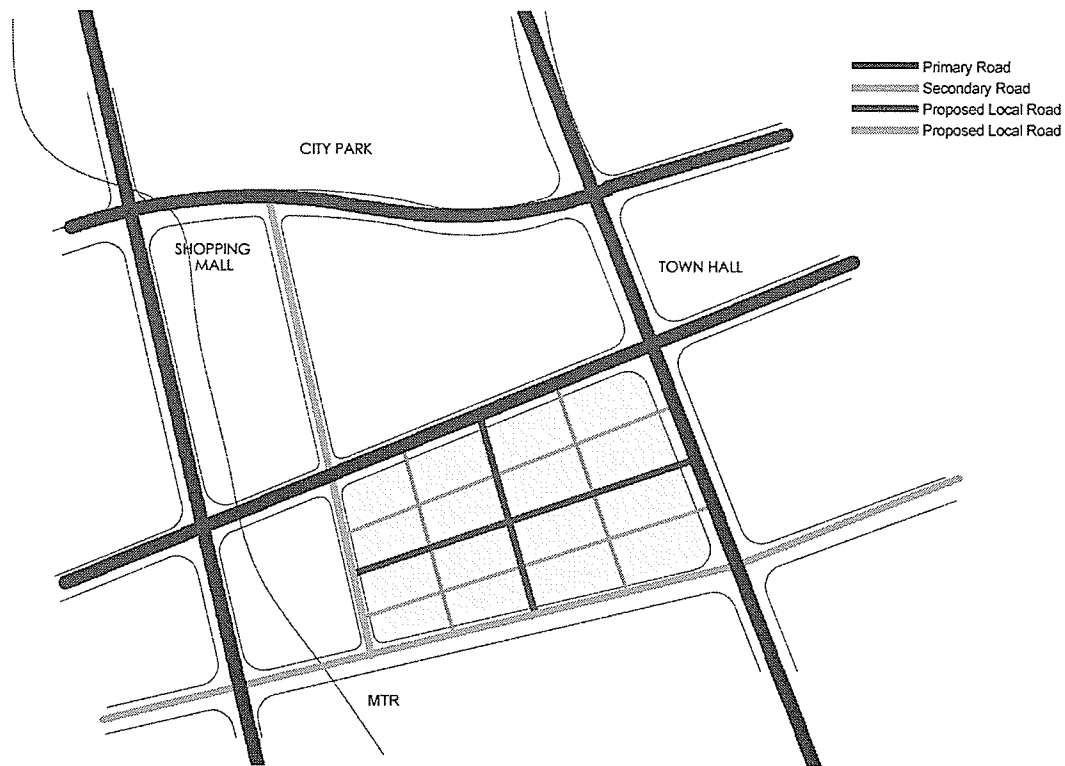 Primary Road
Secondary Road
Proposed Local Road
Proposed Local Road
CITY PARK
SHOPPING
MALL
TOWN HALL
MTR